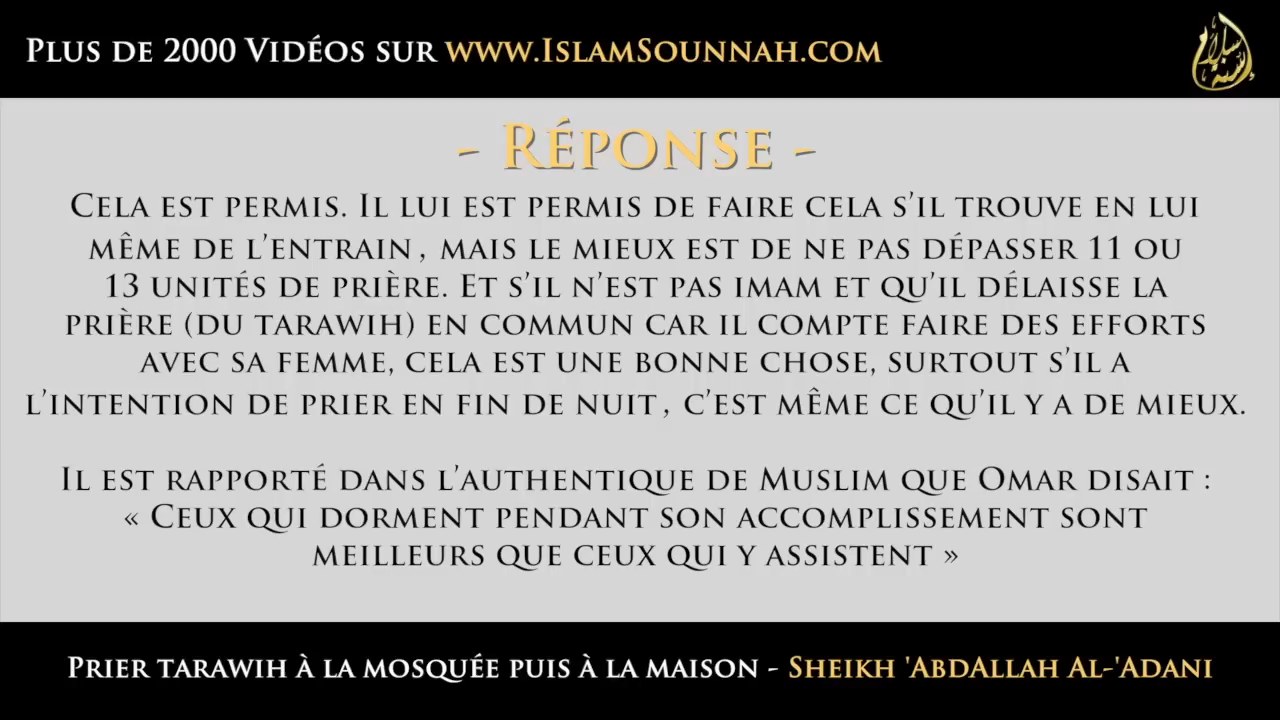 Plus de 2000 Vidéos sur www.IslamSounnah.com
إسلام سنة
- Réponse -
Cela est permis. Il lui est permis de faire cela s'il trouve en lui
même de l'entrain, mais le mieux est de ne pas dépasser 11 ou
13 unités de prière. Et s'il n'est pas imam et qu'il délaisse la
prière (du tarawih) en commun car il compte faire des efforts
avec sa femme, cela est une bonne chose, surtout s'il a
l'intention de prier en fin de nuit, c'est même ce qu'il y a de mieux.
Il est rapporté dans l'authentique de Muslim que Omar disait :
« Ceux qui dorment pendant son accomplissement sont
meilleurs que ceux qui y assistent »
Prier tarawih à la mosquée puis à la maison - Sheikh 'AbdAllah Al-'Adani